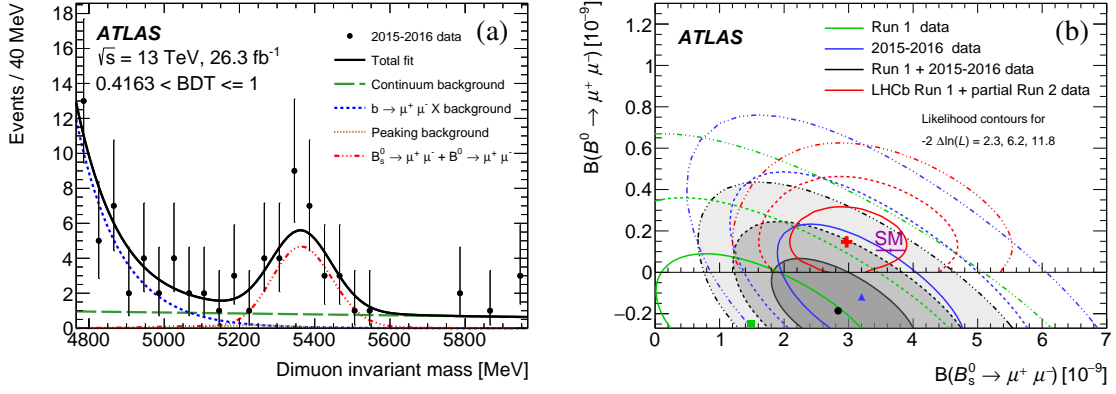 Events / 40 MeV
18
16
14
12
10
8
6
4
2
0
ATLAS
√s = 13 TeV, 26.3 fb⁻¹
0.4163 < BDT <= 1
(a)
2015-2016 data
Total fit
Continuum background
b → μ⁺ μ⁻ X background
Peaking background
B⁰ₛ → μ⁺ μ⁻ + B⁰ → μ⁺ μ⁻
4800 5000 5200 5400 5600 5800
Dimuon invariant mass [MeV]
B(B⁰ → μ⁺ μ⁻) [10⁻⁹]
1.2
1
0.8
0.6
0.4
0.2
0
−0.2
ATLAS
(b)
Run 1 data
2015-2016 data
Run 1 + 2015-2016 data
LHCb Run 1 + partial Run 2 data
Likelihood contours for
-2 Δln(L) = 2.3, 6.2, 11.8
SM
0 1 2 3 4 5 6 7
B(B⁰ₛ → μ⁺ μ⁻) [10⁻⁹]